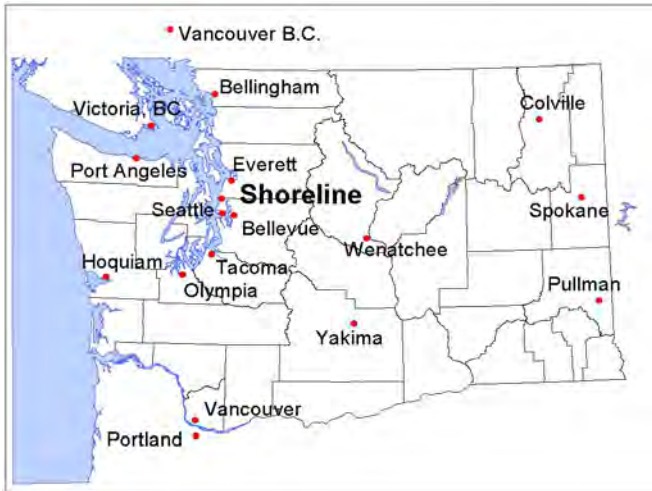 Vancouver B.C.
Bellingham
Victoria, BC
Colville
Port Angeles
Everett
Shoreline
Seattle
Spokane
Bellevue
Wenatchee
Hoquiam
Tacoma
Olympia
Pullman
Yakima
Vancouver
Portland